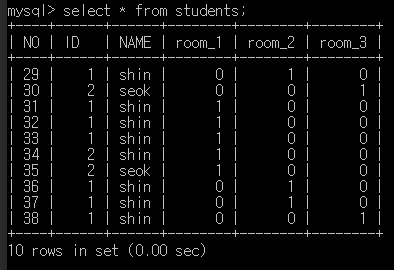 mysql> select * from students;
+----+------+------+--------+--------+--------+
| NO | ID   | NAME | room_1 | room_2 | room_3 |
+----+------+------+--------+--------+--------+
| 29 |    1 | shin |      0 |      1 |      0 |
| 30 |    2 | seok |      0 |      0 |      1 |
| 31 |    1 | shin |      1 |      0 |      0 |
| 32 |    1 | shin |      1 |      0 |      0 |
| 33 |    1 | shin |      1 |      0 |      0 |
| 34 |    2 | shin |      1 |      0 |      0 |
| 35 |    2 | seok |      1 |      0 |      0 |
| 36 |    1 | shin |      0 |      1 |      0 |
| 37 |    1 | shin |      0 |      1 |      0 |
| 38 |    1 | shin |      0 |      0 |      1 |
+----+------+------+--------+--------+--------+
10 rows in set (0.00 sec)